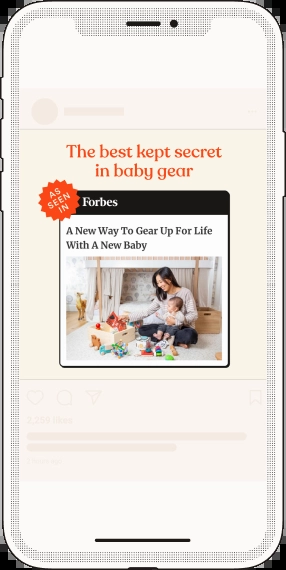 The best kept secret
in baby gear
AS
SEEN
IN
Forbes
A New Way To Gear Up For Life
With A New Baby